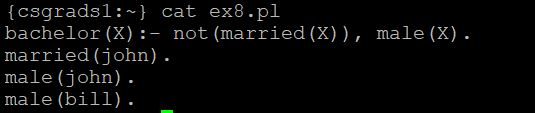 {csgrads1:~} cat ex8.pl
bachelor(X):- not(married(X)), male(X).
married(john).
male(john).
male(bill).